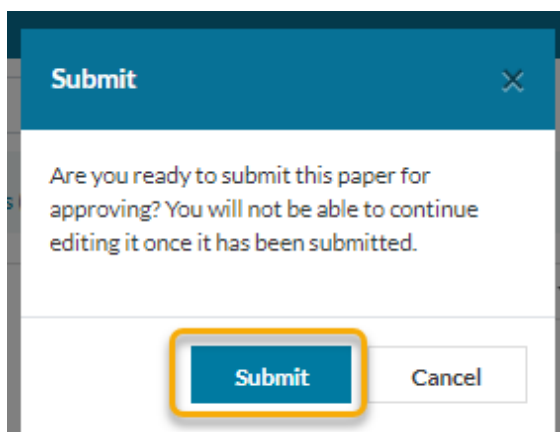 Submit
Are you ready to submit this paper for
approving? You will not be able to continue
editing it once it has been submitted.
Submit
Cancel